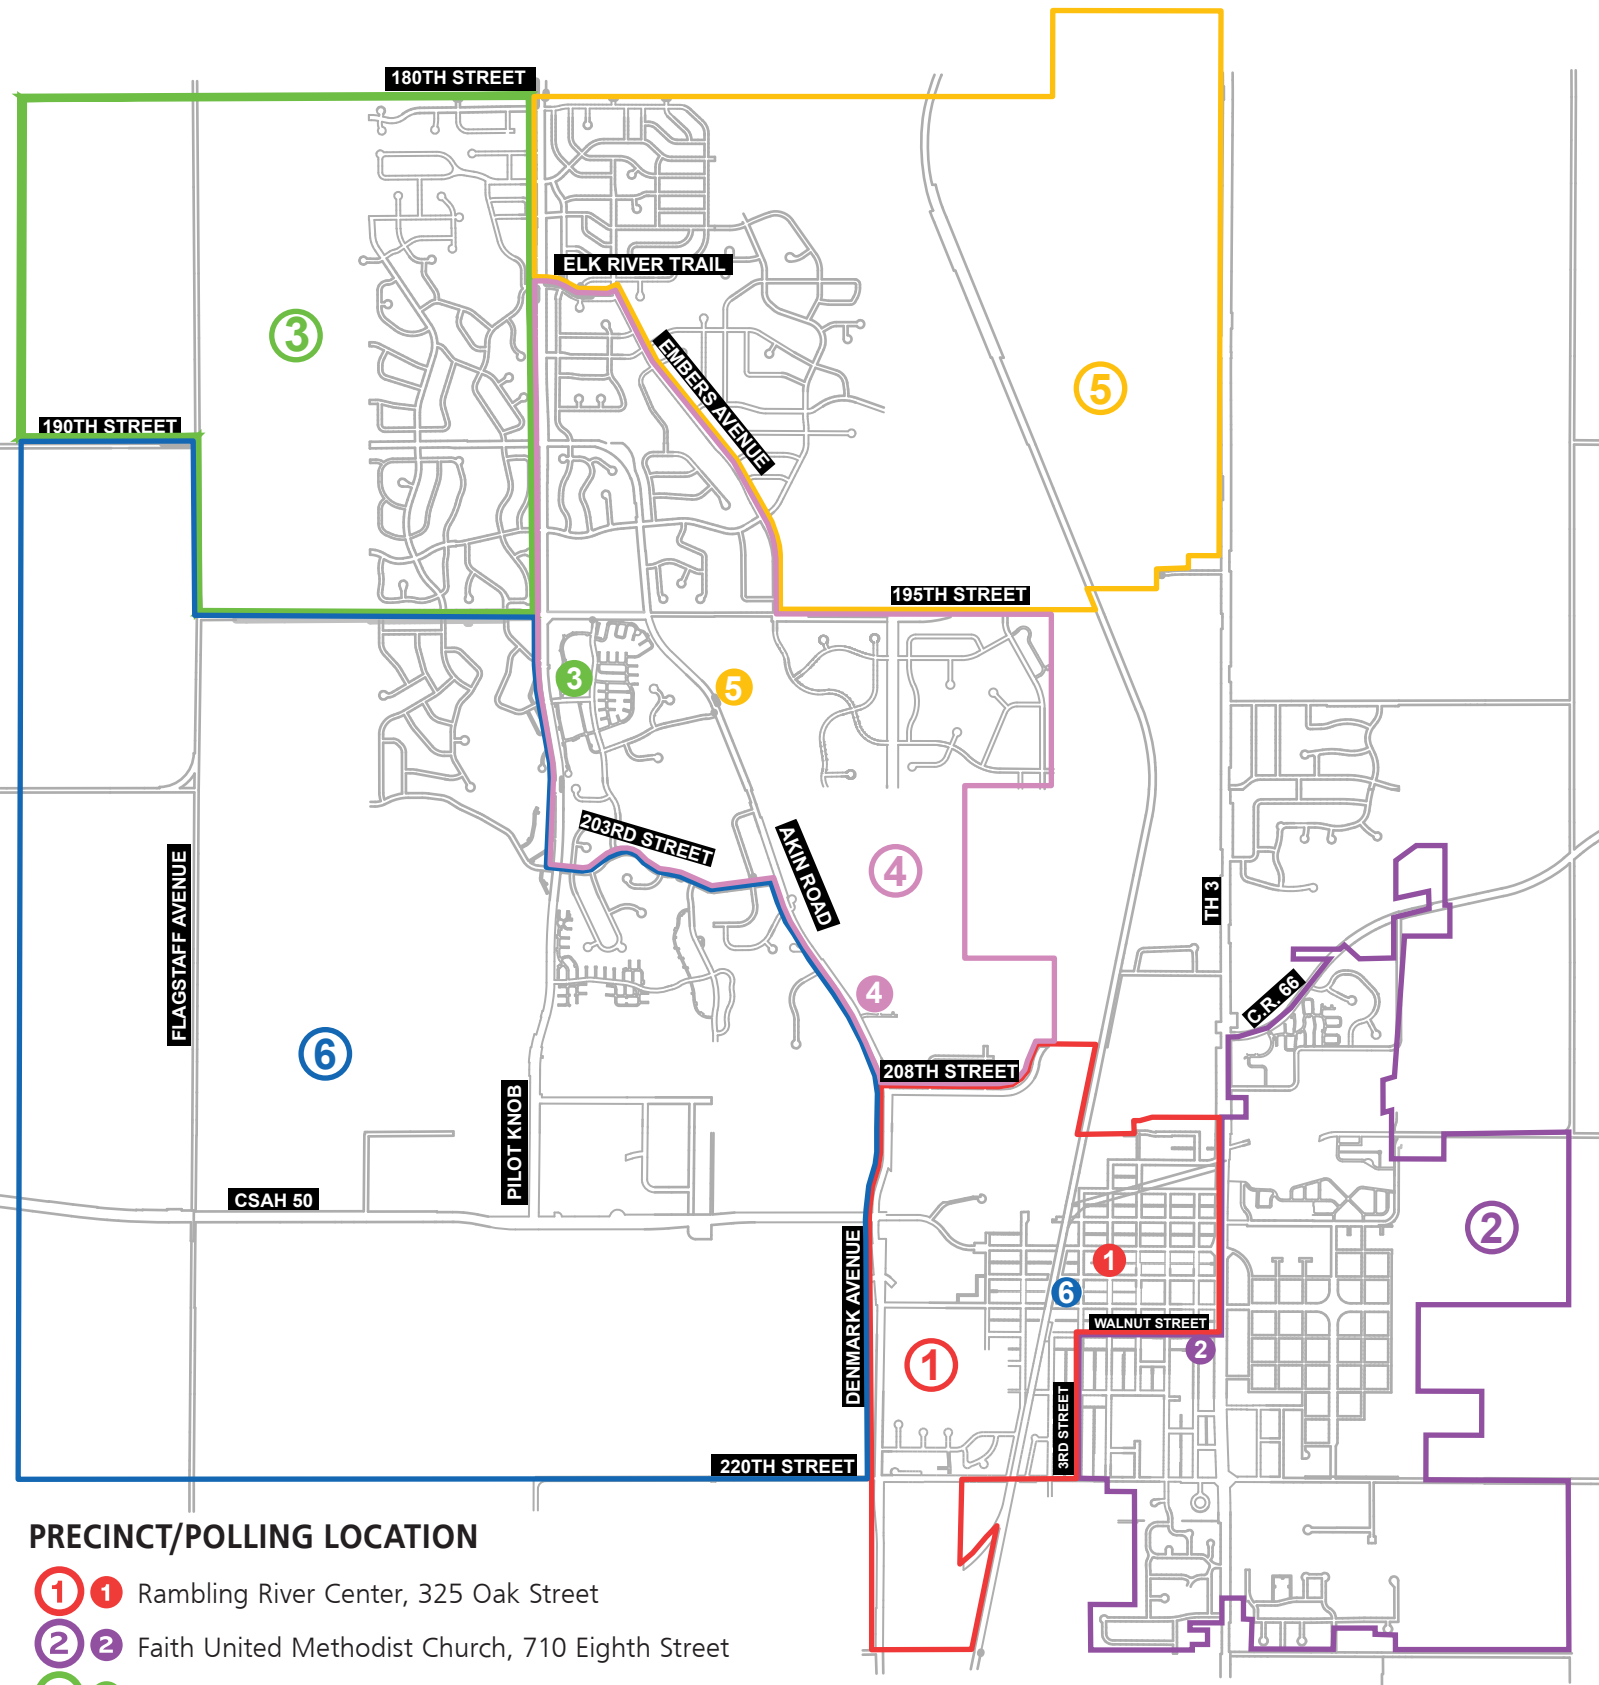 180TH STREET
ELK RIVER TRAIL
3
EMBERS AVENUE
5
190TH STREET
195TH STREET
3
5
203RD STREET
AKIN ROAD
4
FLAGSTAFF AVENUE
TH 3
4
C.R. 66
6
208TH STREET
PILOT KNOB
CSAH 50
2
DENMARK AVENUE
1
6
WALNUT STREET
2
1
3RD STREET
220TH STREET
PRECINCT/POLLING LOCATION
1 1 Rambling River Center, 325 Oak Street
2 2 Faith United Methodist Church, 710 Eighth Street